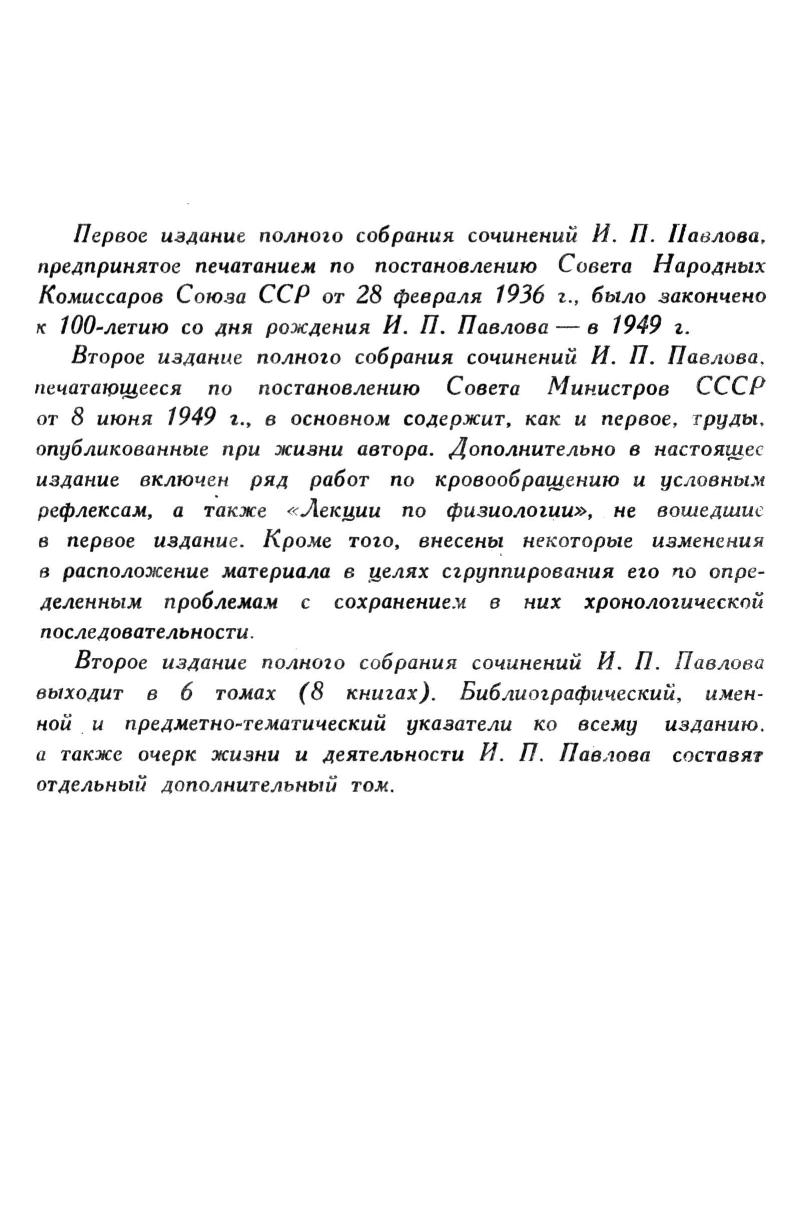 Первое издание полного собрания сочинений И. П. Павлова,
предпринятое печатанием по постановлению Совета Народных
Комиссаров Союза ССР от 28 февраля 1936 г., было закончено
к 100-летию со дня рождения И. П. Павлова — в 1949 г.
Второе издание полного собрания сочинений И. П. Павлова,
печатающееся по постановлению Совета Министров СССР
от 8 июня 1949 г., в основном содержит, как и первое, труды,
опубликованные при жизни автора. Дополнительно в настоящее
издание включен ряд работ по кровообращению и условным
рефлексам, а также «Лекции по физиологии», не вошедшие
в первое издание. Кроме того, внесены некоторые изменения
в расположение материала в целях сгруппирования его по опре-
деленным проблемам с сохранением в них хронологической
последовательности.
Второе издание полного собрания сочинений И. П. Павлова
выходит в 6 томах (8 книгах). Библиографический, имен-
ной и предметно-тематический указатели ко всему изданию,
а также очерк жизни и деятельности И. П. Павлова составят
отдельный дополнительный том.